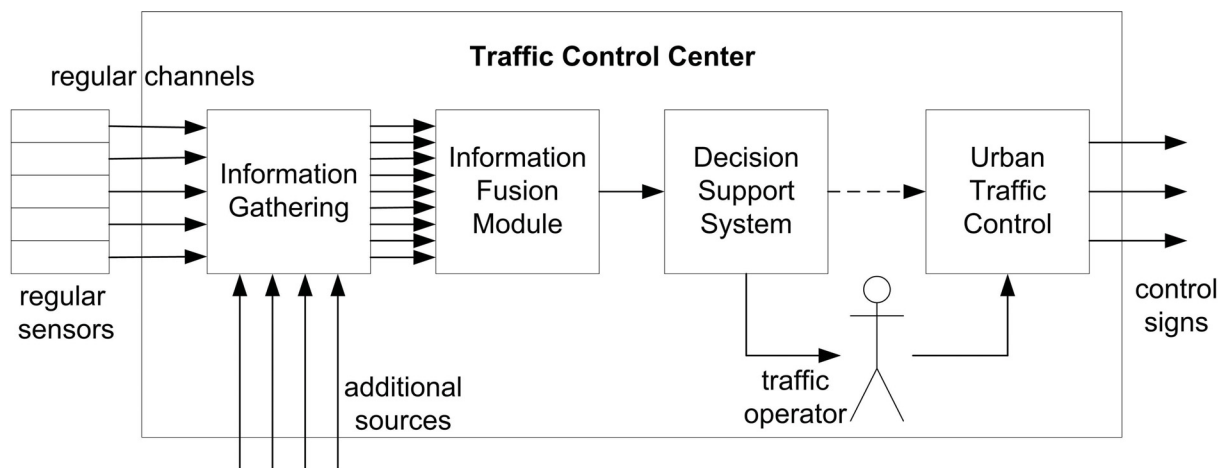 Traffic Control Center
regular channels
Information
Gathering
Information
Fusion
Module
Decision
Support
System
Urban
Traffic
Control
regular
sensors
control
signs
additional
sources
traffic
operator